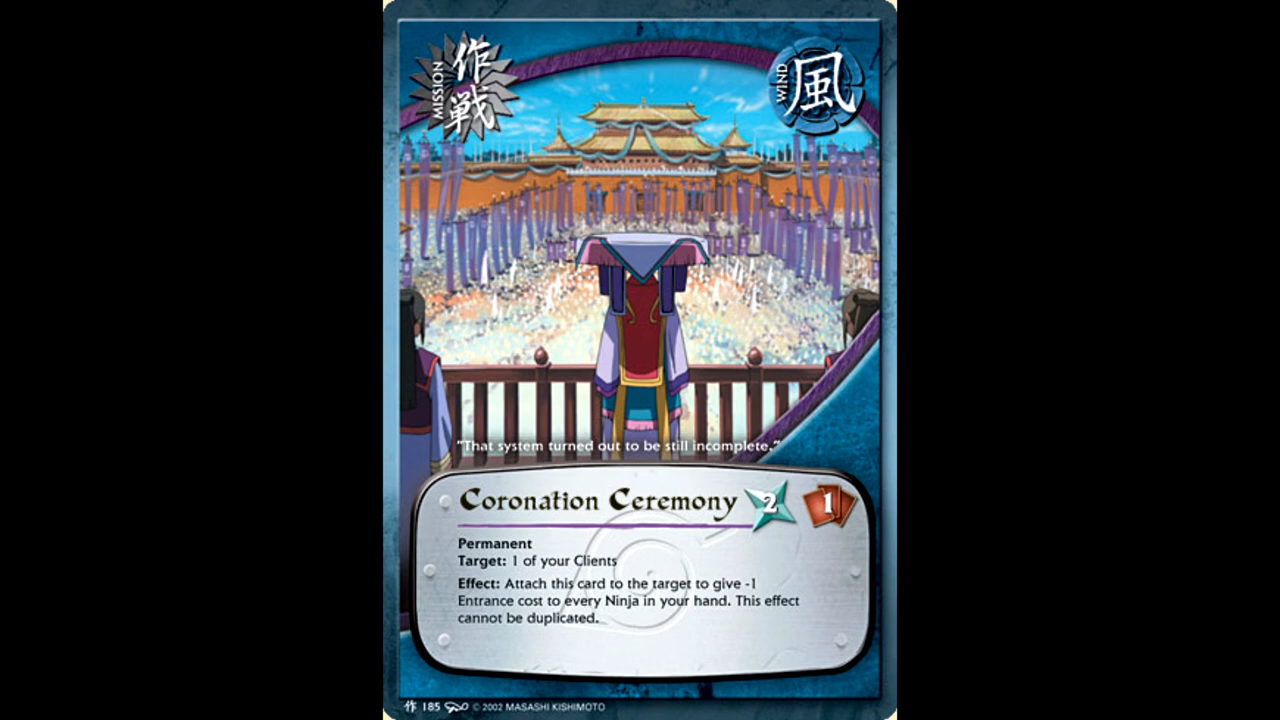 MISSION
作戦
WIND
風
"That system turned out to be still incomplete."
Coronation Ceremony 2 1
Permanent
Target: 1 of your Clients
Effect: Attach this card to the target to give -1
Entrance cost to every Ninja in your hand. This effect
cannot be duplicated.
作 185 © 2002 MASASHI KISHIMOTO